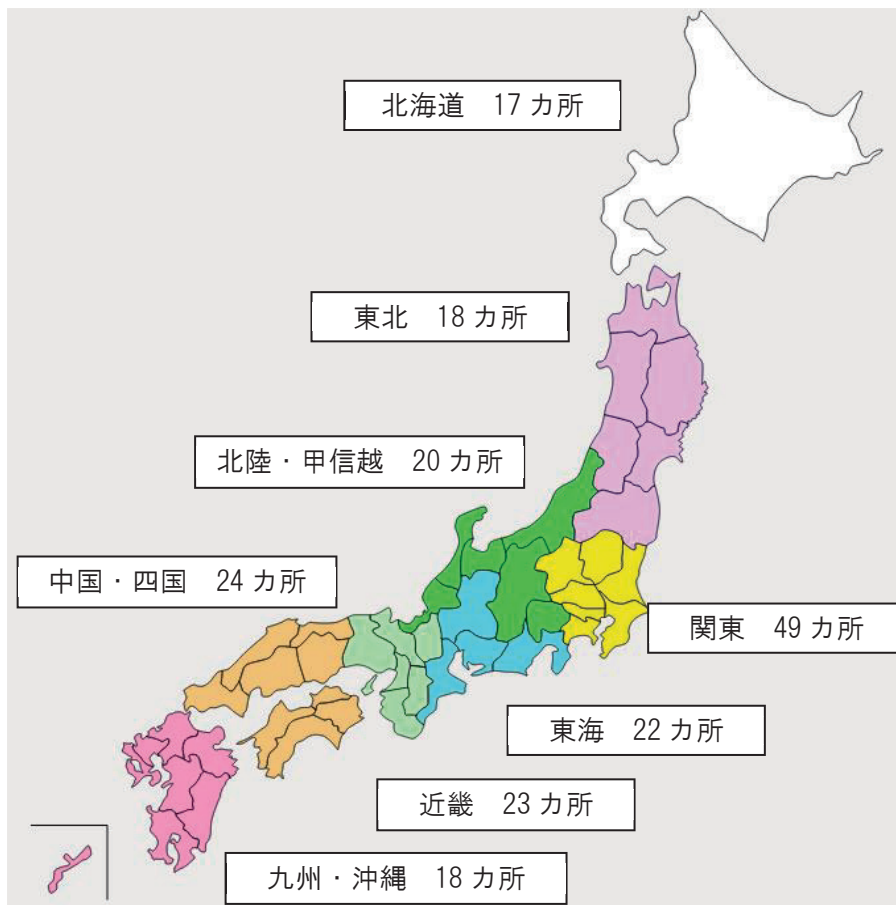 北海道　17 カ所
東北　18 カ所
北陸・甲信越　20 カ所
中国・四国　24 カ所
関東　49 カ所
東海　22 カ所
近畿　23 カ所
九州・沖縄　18 カ所